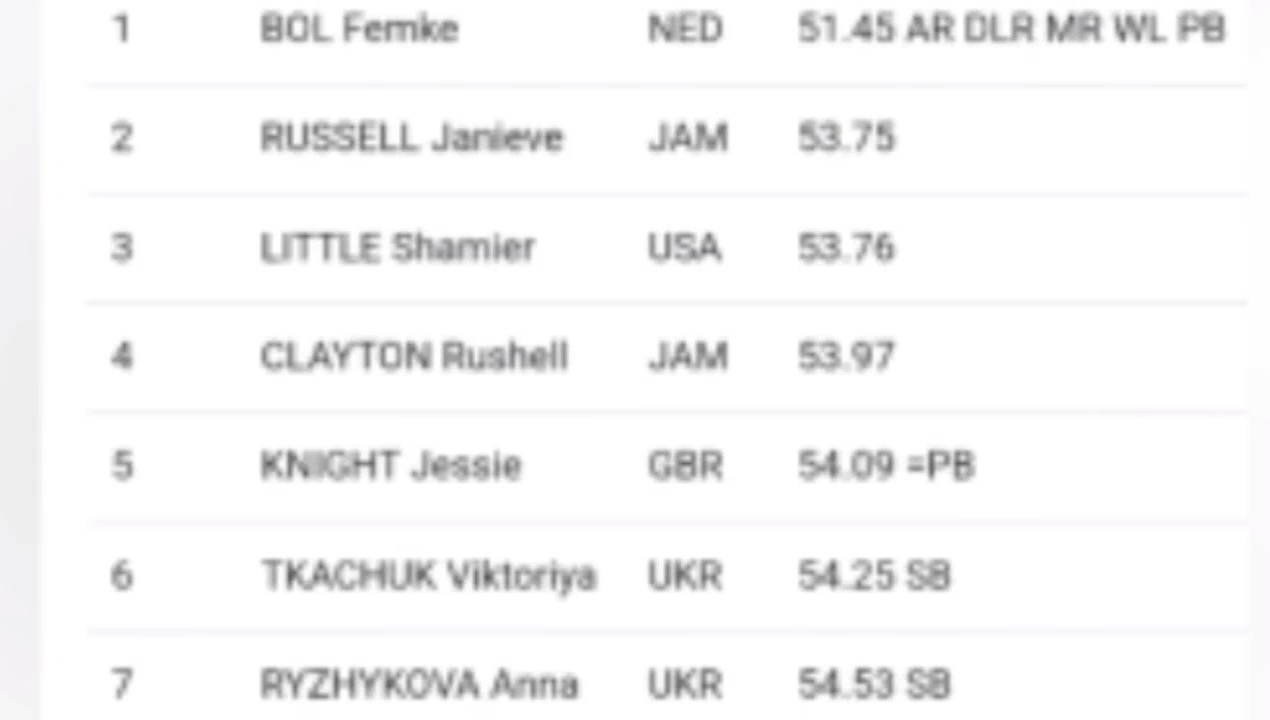 1 BOL Femke NED 51.45 AR DLR MR WL PB
2 RUSSELL Janieve JAM 53.75
3 LITTLE Shamier USA 53.76
4 CLAYTON Rushell JAM 53.97
5 KNIGHT Jessie GBR 54.09 =PB
6 TKACHUK Viktoriya UKR 54.25 SB
7 RYZHYKOVA Anna UKR 54.53 SB